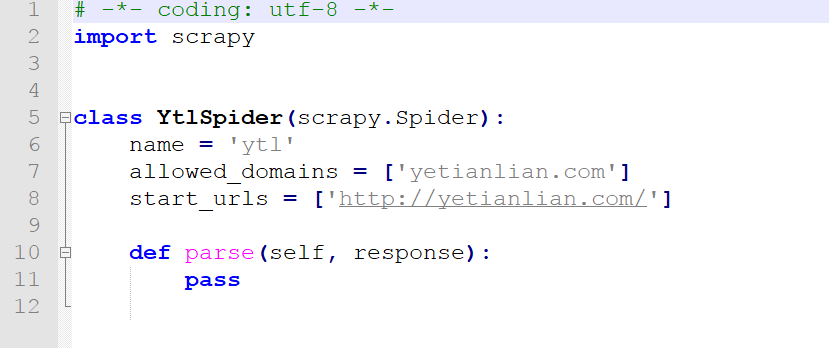 1 # -*- coding: utf-8 -*-
2 import scrapy
3
4
5 class YtlSpider(scrapy.Spider):
6     name = 'ytl'
7     allowed_domains = ['yetianlian.com']
8     start_urls = ['http://yetianlian.com/']
9
10     def parse(self, response):
11         pass
12